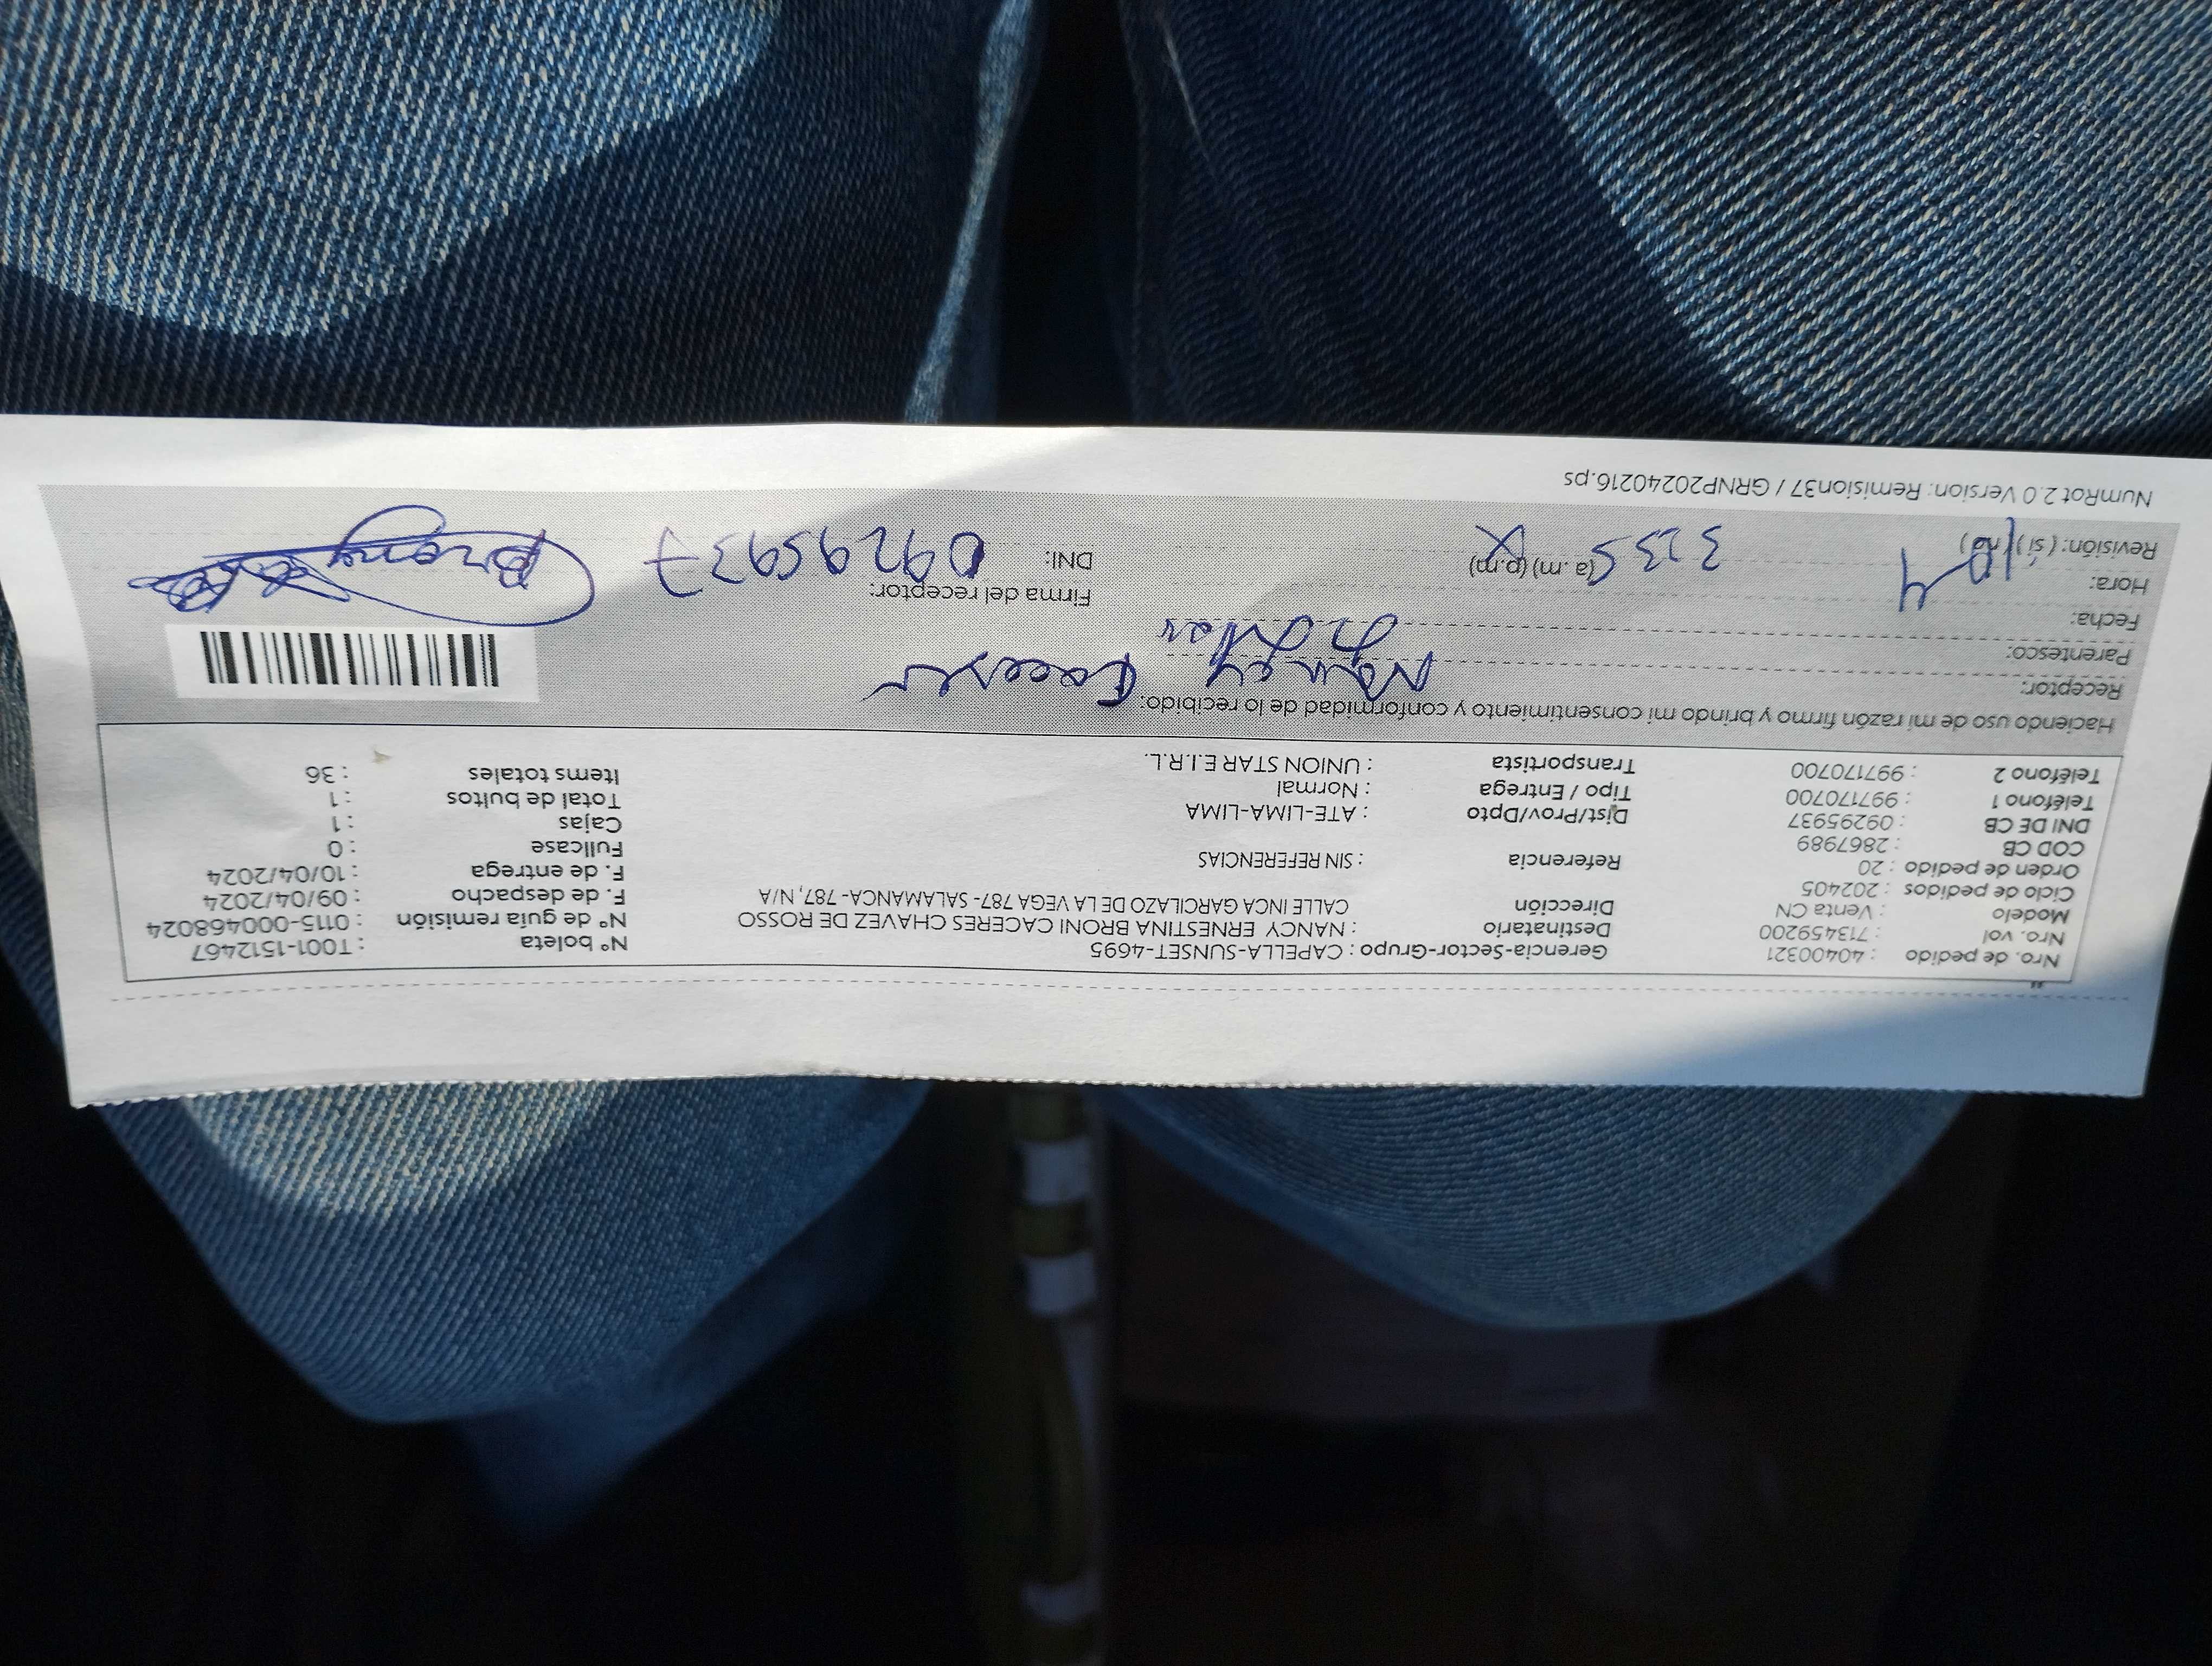 Nro. de pedido : 40400321 Gerencia-Sector-Grupo : CAPELLA-SUNSET-4695 N° boleta : T001-1512467
Nro. vol : 713459200 Destinatario : NANCY ERNESTINA BRONI CACERES CHAVEZ DE ROSSO N° de guía remisión : 0115-000468024
Modelo : Venta CN Dirección CALLE INCA GARCILAZO DE LA VEGA 787- SALAMANCA- 787, N/A F. de despacho : 09/04/2024
Ciclo de pedidos : 202405 F. de entrega : 10/04/2024
Orden de pedido : 20 Referencia : SIN REFERENCIAS Fullcase : 0
COD CB : 2867989 Cajas : 1
DNI DE CB : 09295937 Dist/Prov/Dpto : ATE-LIMA-LIMA Total de bultos : 1
Teléfono 1 : 997170700 Tipo / Entrega : Normal Items totales : 36
Teléfono 2 : 997170700 Transportista : UNION STAR E.I.R.L.
Haciendo uso de mi razón firmo y brindo mi consentimiento y conformidad de lo recibido:
Receptor: Nancy Caceres
Parentesco: Titular
Fecha:
Hora: (a.m) (p.m) X Firma del receptor:
Revisión: (si) (no) 10/4 DNI: 09295937
NumRot 2.0 Version: Remision37 / GRNP20240216.ps